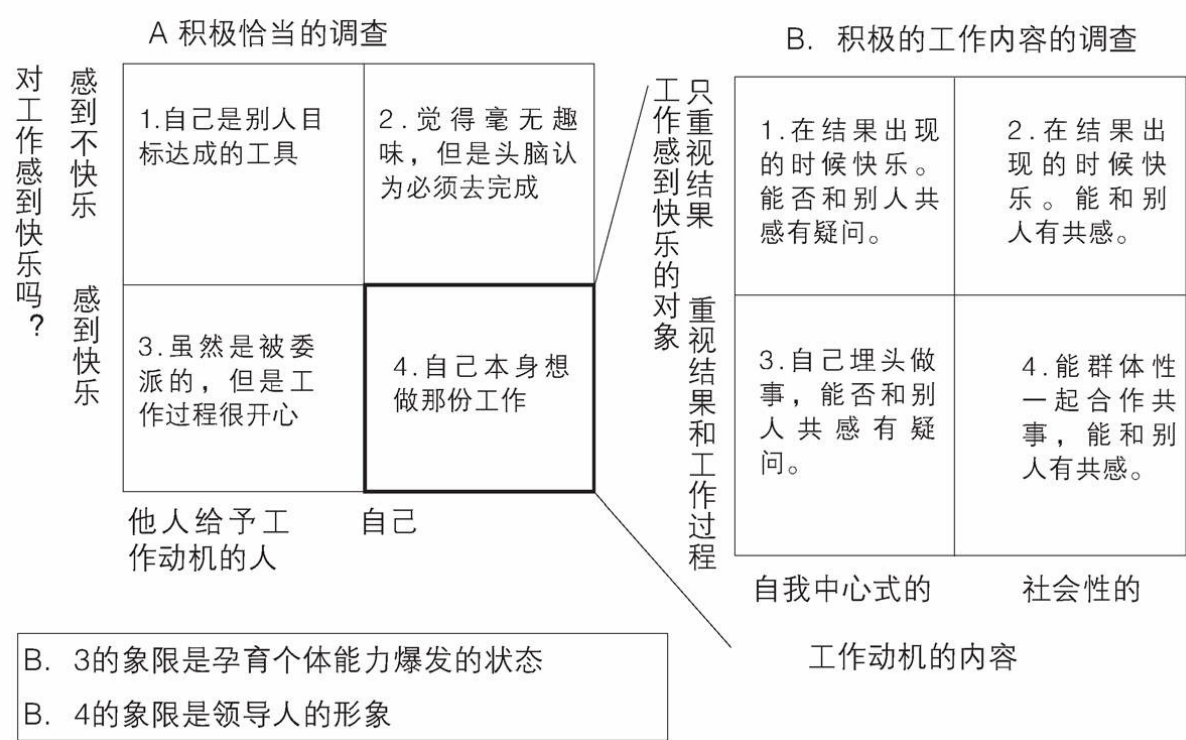 A 积极恰当的调查
对工作感到快乐吗？
感到不快乐
感到快乐
1.自己是别人目
标达成的工具
2.觉得毫无趣
味，但是头脑认
为必须去完成
3.虽然是被委
派的，但是工
作过程很开心
4.自己本身想
做那份工作
他人给予工
作动机的人
自己
B. 积极的工作内容的调查
工作感到快乐的对象
只重视结果
重视结果和工作过程
1.在结果出现
的时候快乐。
能否和别人共
感有疑问。
2.在结果出
现的时候快
乐。能和别
人有共感。
3.自己埋头做
事，能否和别
人共感有疑
问。
4.能群体性
一起合作共
事，能和别
人有共感。
自我中心式的
社会性的
工作动机的内容
B. 3的象限是孕育个体能力爆发的状态
B. 4的象限是领导人的形象